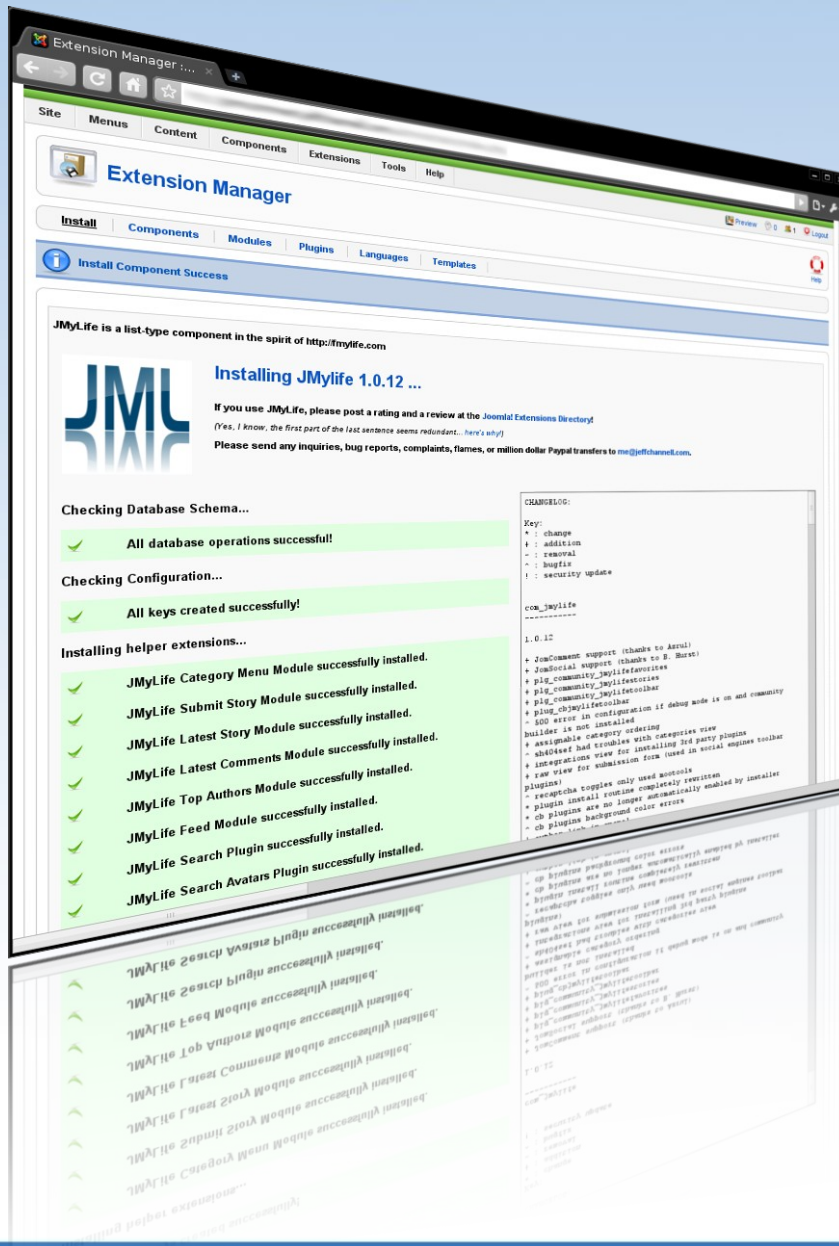 Extension Manager :...
Site Menus Content Components Extensions Tools Help
Preview 0 1 Logout
Extension Manager
Help
Install Components Modules Plugins Languages Templates
Install Component Success
JMyLife is a list-type component in the spirit of http://fmylife.com
JML
Installing JMylife 1.0.12 ...
If you use JMyLife, please post a rating and a review at the Joomla! Extensions Directory!
(Yes, I know, the first part of the last sentence seems redundant... here's why!)
Please send any inquiries, bug reports, complaints, flames, or million dollar Paypal transfers to me@jeffchannell.com.
Checking Database Schema...
All database operations successful!
Checking Configuration...
All keys created successfully!
Installing helper extensions...
JMyLife Category Menu Module successfully installed.
JMyLife Submit Story Module successfully installed.
JMyLife Latest Story Module successfully installed.
JMyLife Latest Comments Module successfully installed.
JMyLife Top Authors Module successfully installed.
JMyLife Feed Module successfully installed.
JMyLife Search Plugin successfully installed.
JMyLife Search Avatars Plugin successfully installed.
CHANGELOG:
Key:
* : change
+ : addition
- : removal
^ : bugfix
! : security update
com_jmylife
-----------
1.0.12
+ JomComment support (thanks to Azrul)
+ JomSocial support (thanks to B. Hurst)
+ plg_community_jmylifefavorites
+ plg_community_jmylifestories
+ plg_community_jmylifetoolbar
+ plug_cbjmylifetoolbar
^ 500 error in configuration if debug mode is on and community
builder is not installed
+ assignable category ordering
^ sh404sef had troubles with categories view
+ integrations view for installing 3rd party plugins
+ raw view for submission form (used in social engines toolbar
plugins)
^ recaptcha toggles only used mootools
* plugin install routine completely rewritten
* cb plugins are no longer automatically enabled by installer
^ cb plugins background color errors